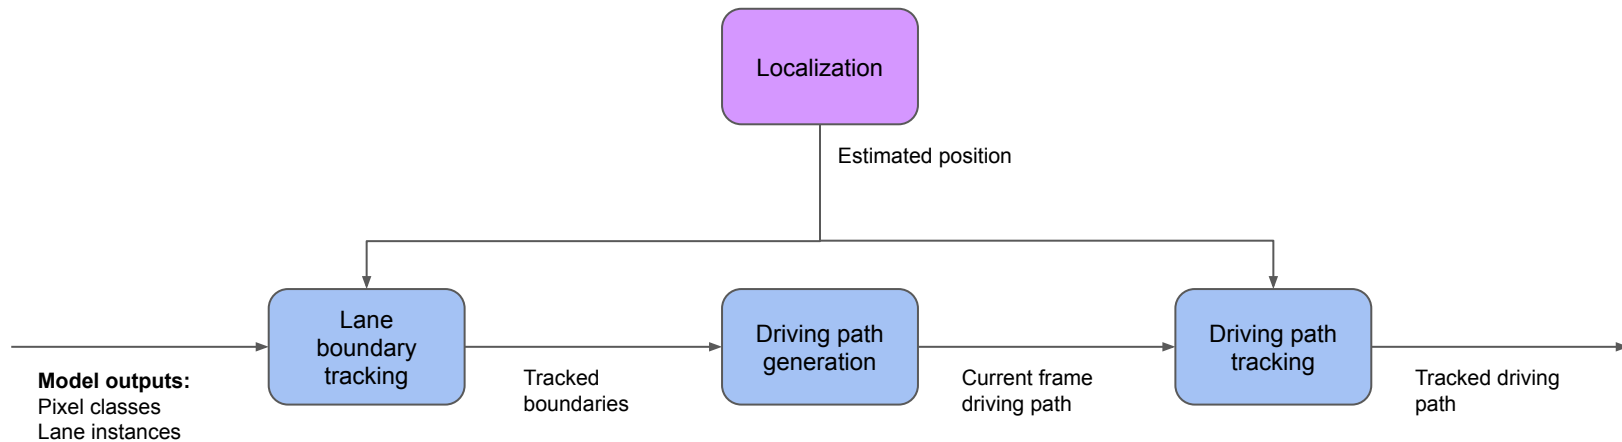 Localization
Estimated position
Lane
boundary
tracking
Driving path
generation
Driving path
tracking
Model outputs:
Pixel classes
Lane instances
Tracked
boundaries
Current frame
driving path
Tracked driving
path